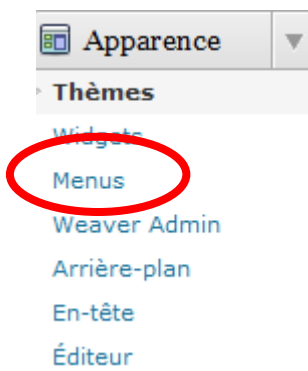 Apparence
Thèmes
Widgets
Menus
Weaver Admin
Arrière-plan
En-tête
Éditeur